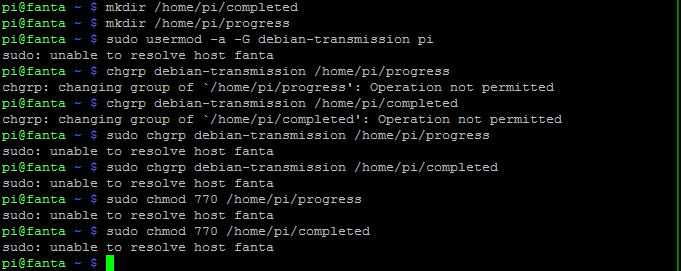 pi@fanta ~ $ mkdir /home/pi/completed
pi@fanta ~ $ mkdir /home/pi/progress
pi@fanta ~ $ sudo usermod -a -G debian-transmission pi
sudo: unable to resolve host fanta
pi@fanta ~ $ chgrp debian-transmission /home/pi/progress
chgrp: changing group of `/home/pi/progress': Operation not permitted
pi@fanta ~ $ chgrp debian-transmission /home/pi/completed
chgrp: changing group of `/home/pi/completed': Operation not permitted
pi@fanta ~ $ sudo chgrp debian-transmission /home/pi/progress
sudo: unable to resolve host fanta
pi@fanta ~ $ sudo chgrp debian-transmission /home/pi/completed
sudo: unable to resolve host fanta
pi@fanta ~ $ sudo chmod 770 /home/pi/progress
sudo: unable to resolve host fanta
pi@fanta ~ $ sudo chmod 770 /home/pi/completed
sudo: unable to resolve host fanta
pi@fanta ~ $